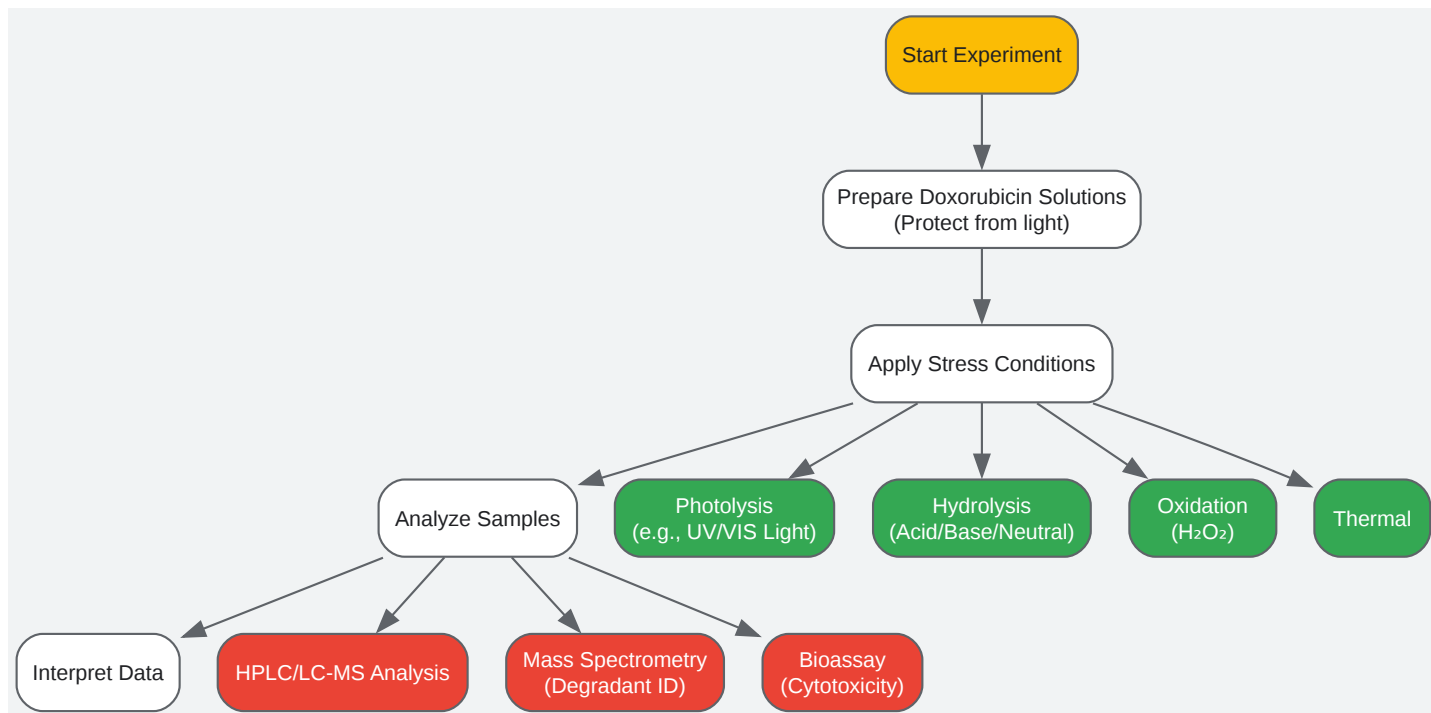 Start Experiment
Prepare Doxorubicin Solutions
(Protect from light)
Apply Stress Conditions
Analyze Samples
Photolysis
(e.g., UV/VIS Light)
Hydrolysis
(Acid/Base/Neutral)
Oxidation
(H₂O₂)
Thermal
Interpret Data
HPLC/LC-MS Analysis
Mass Spectrometry
(Degradant ID)
Bioassay
(Cytotoxicity)